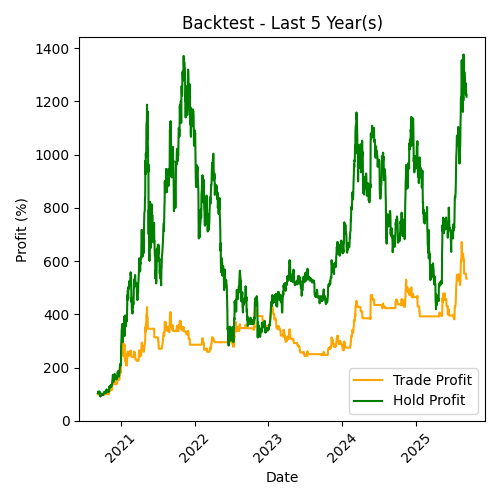 Backtest - Last 5 Year(s)
Profit (%)
1400
1200
1000
800
600
400
200
0
2021
2022
2023
2024
2025
Date
Trade Profit
Hold Profit